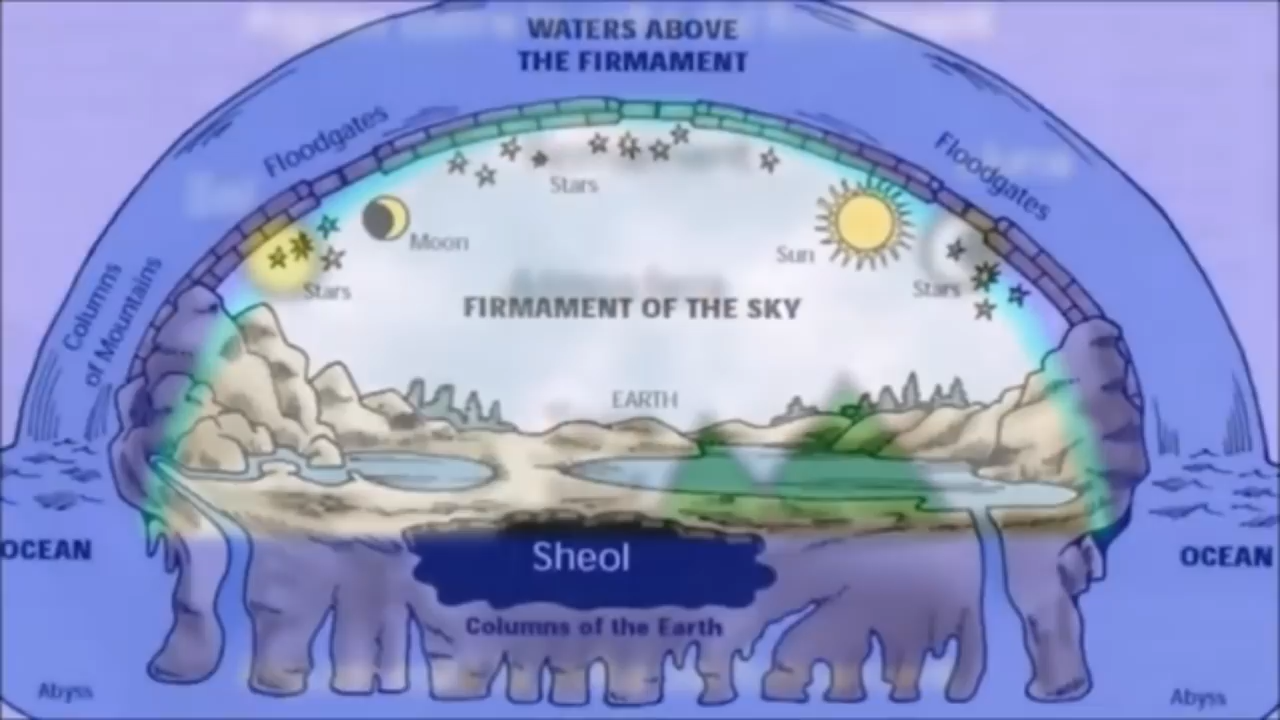 WATERS ABOVE
THE FIRMAMENT
Floodgates
Floodgates
Stars
Moon
Sun
Stars
Stars
Columns
of Mountains
FIRMAMENT OF THE SKY
EARTH
OCEAN
Sheol
OCEAN
Columns of the Earth
Abyss
Abyss